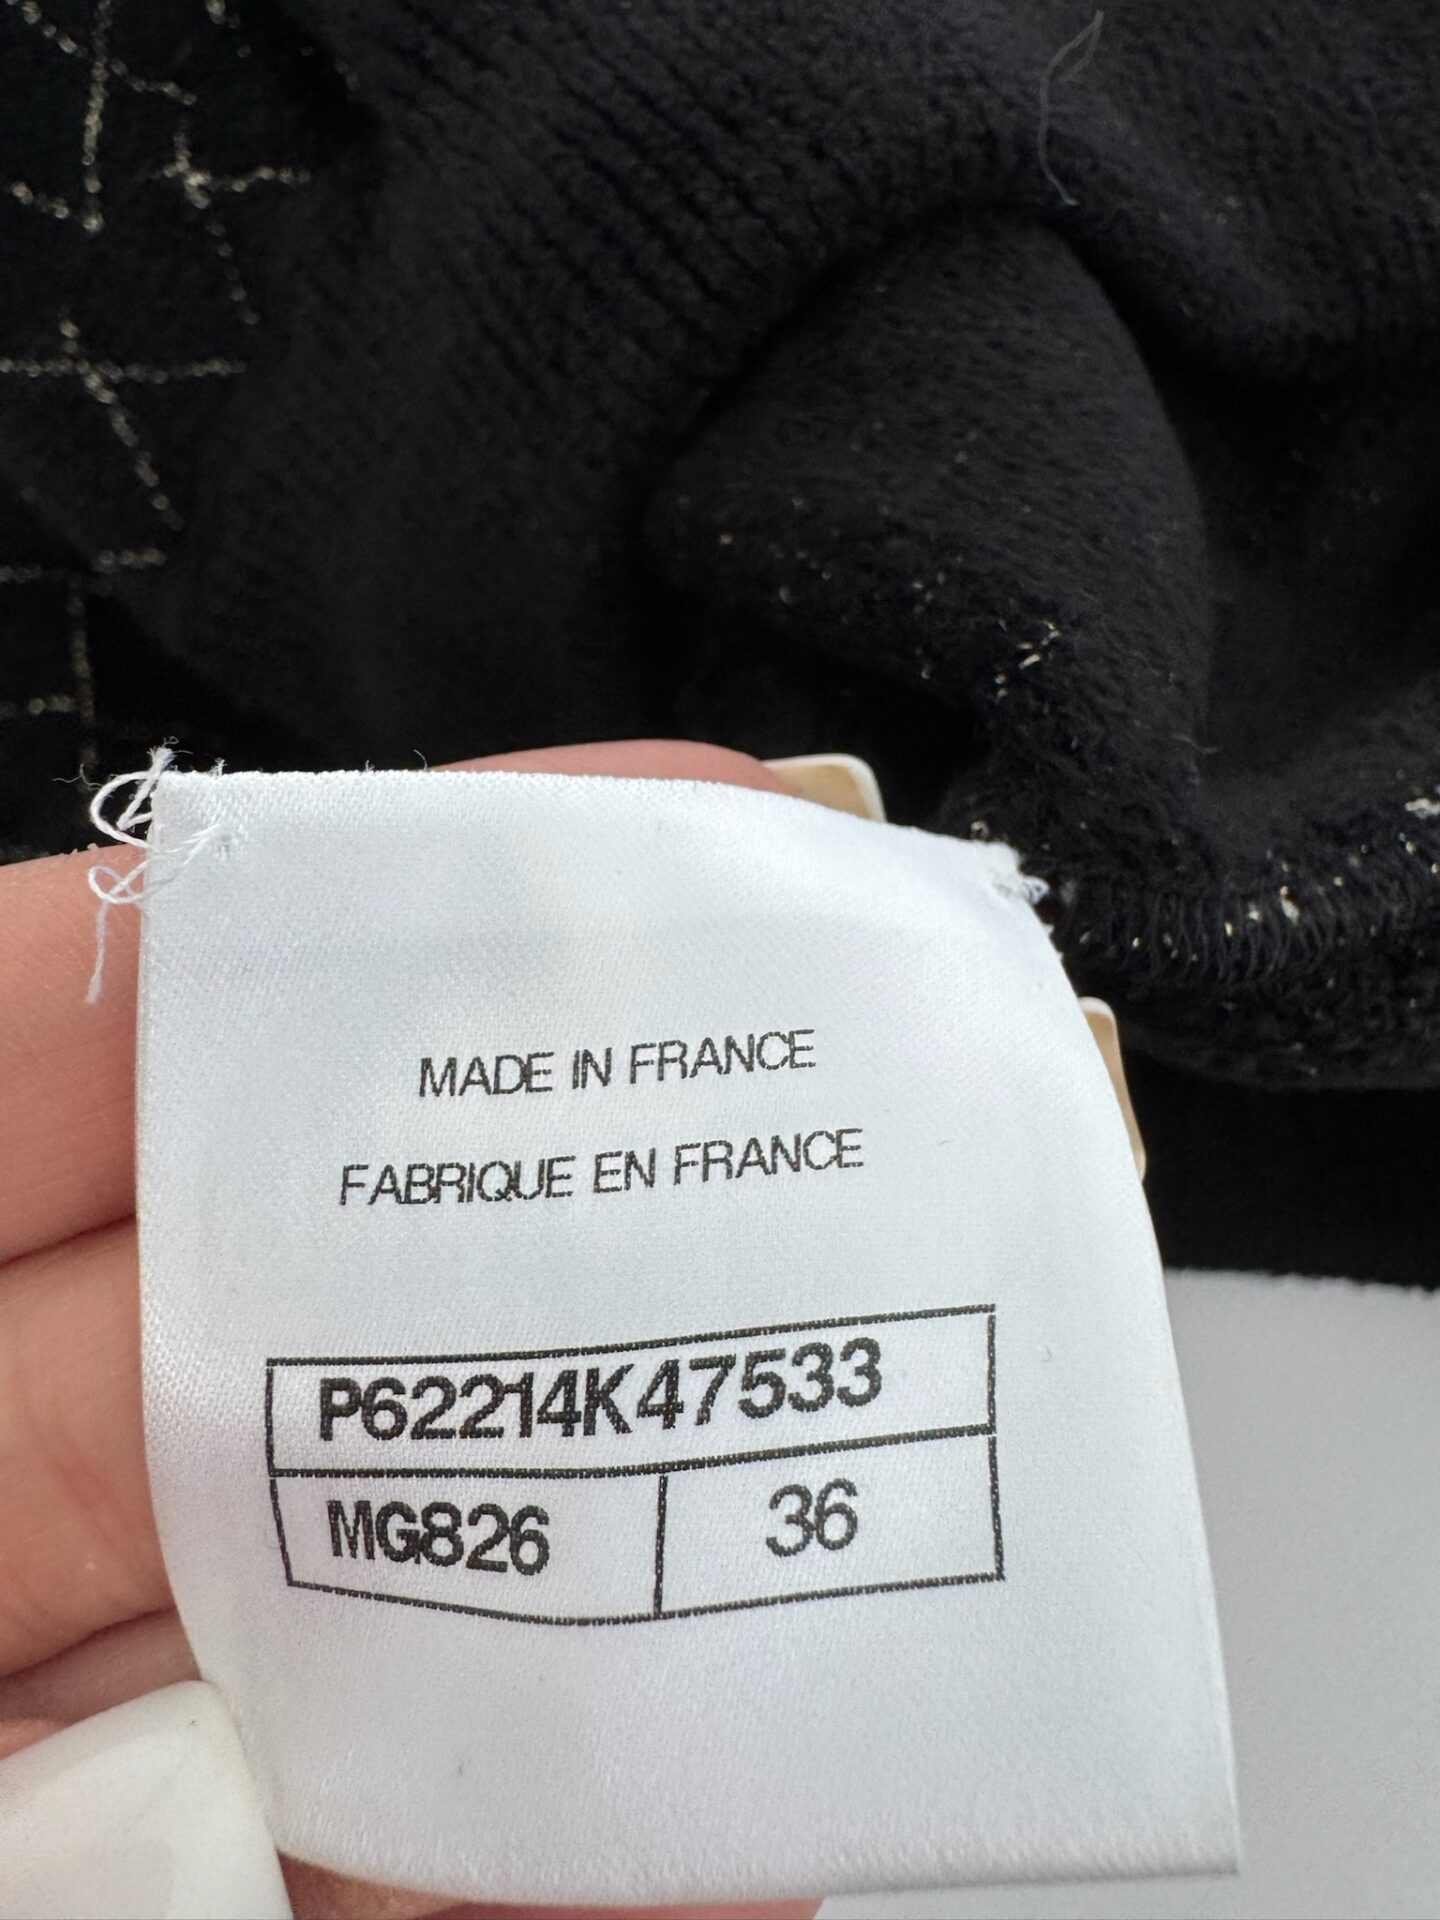 MADE IN FRANCE
FABRIQUE EN FRANCE
P62214K47533
MG826 36